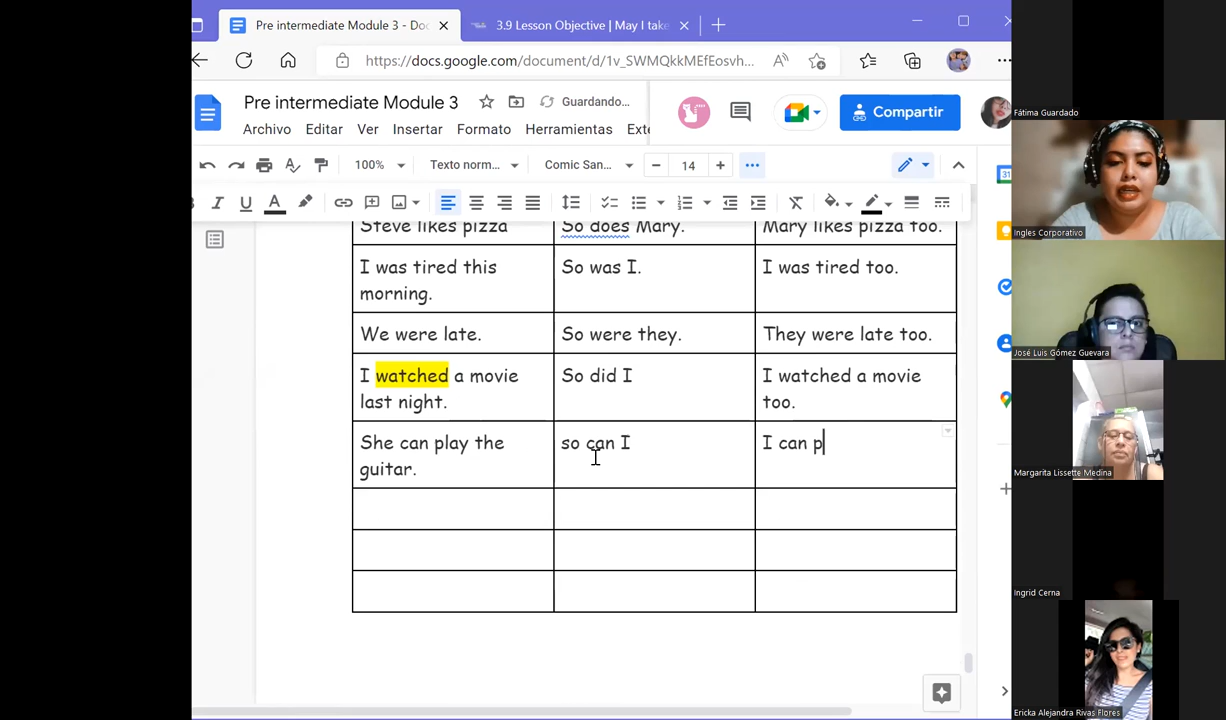 Pre intermediate Module 3 - Doc
3.9 Lesson Objective | May I take
https://docs.google.com/document/d/1v_SWMQkkMEfEosvh...
Pre intermediate Module 3
Guardando...
Compartir
Archivo Editar Ver Insertar Formato Herramientas Exte
100% Texto norm... Comic San... 14
Steve likes pizza So does Mary. Mary likes pizza too.
I was tired this So was I. I was tired too.
morning.
We were late. So were they. They were late too.
I watched a movie So did I I watched a movie
last night. too.
She can play the so can I I can p
guitar.
31
Fátima Guardado
Ingles Corporativo
José Luis Gómez Guevara
Margarita Lissette Medina
Ingrid Cerna
Ericka Alejandra Rivas Flores